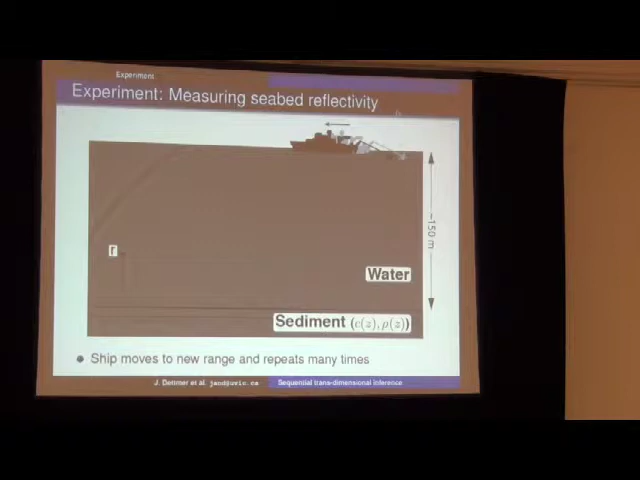 Experiment
Experiment: Measuring seabed reflectivity
~150 m
r
Water
Sediment (c(z), ρ(z))
Ship moves to new range and repeats many times
J. Dettmer et al. jand@uvic.ca
Sequential trans-dimensional inference